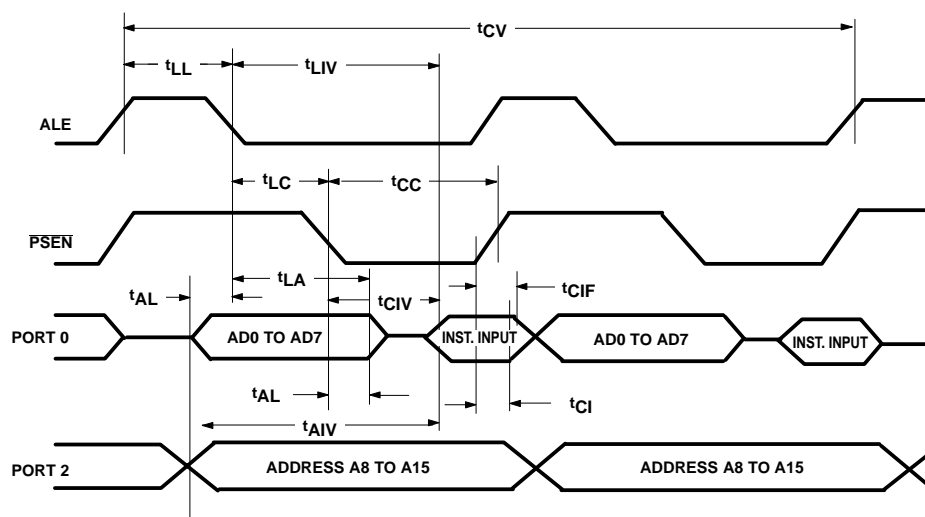 tCV
tLL
tLIV
ALE
tLC
tCC
PSEN
tLA
tAL
tCIV
tCIF
PORT 0
AD0 TO AD7
INST. INPUT
AD0 TO AD7
INST. INPUT
tAL
tCI
tAIV
PORT 2
ADDRESS A8 TO A15
ADDRESS A8 TO A15